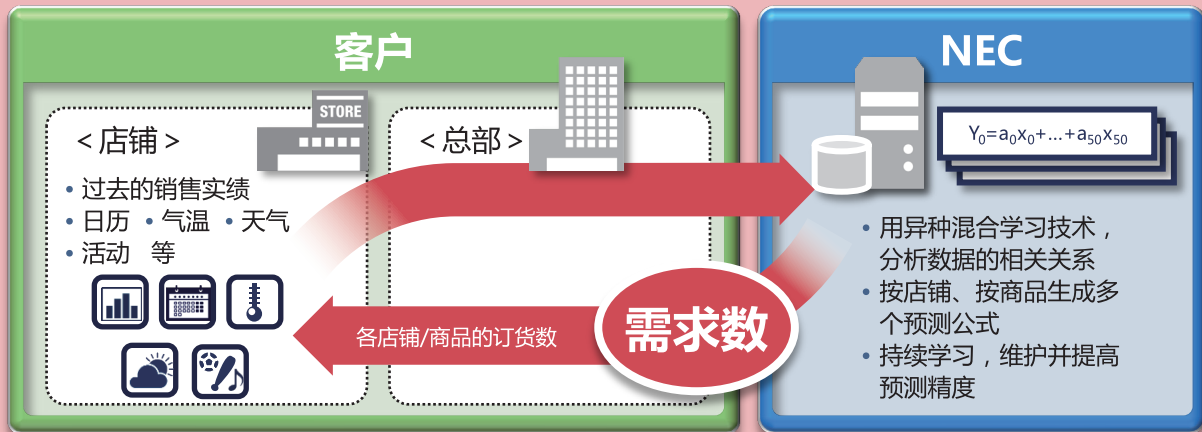 客户
NEC
STORE
<店铺>
• 过去的销售实绩
• 日历 • 气温 • 天气
• 活动 等
<总部>
Y₀=a₀x₀+...+a₅₀x₅₀
• 用异种混合学习技术，
分析数据的相关关系
• 按店铺、按商品生成多
个预测公式
• 持续学习，维护并提高
预测精度
各店铺/商品的订货数
需求数